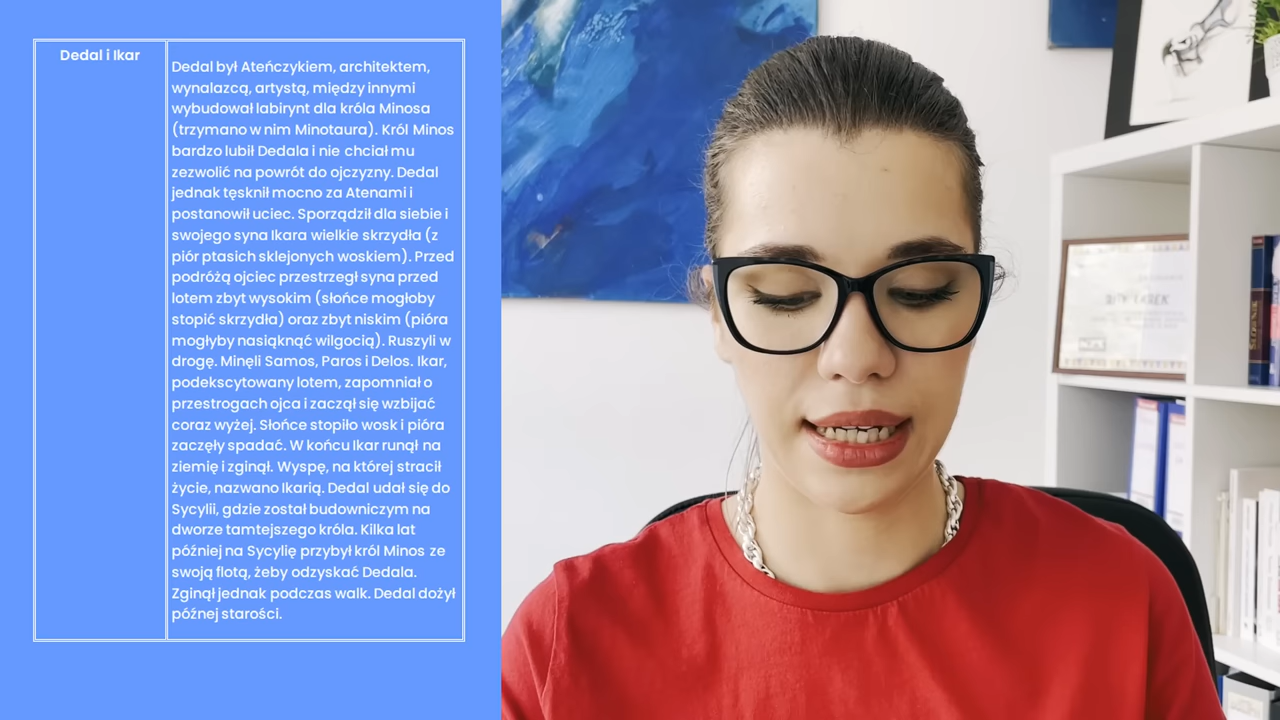 Dedal i Ikar
Dedal był Ateńczykiem, architektem,
wynalazcą, artystą, między innymi
wybudował labirynt dla króla Minosa
(trzymano w nim Minotaura). Król Minos
bardzo lubił Dedala i nie chciał mu
zezwolić na powrót do ojczyzny. Dedal
jednak tęsknił mocno za Atenami i
postanowił uciec. Sporządził dla siebie i
swojego syna Ikara wielkie skrzydła (z
piór ptasich sklejonych woskiem). Przed
podróżą ojciec przestrzegł syna przed
lotem zbyt wysokim (słońce mogłoby
stopić skrzydła) oraz zbyt niskim (pióra
mogłyby nasiąknąć wilgocią). Ruszyli w
drogę. Minęli Samos, Paros i Delos. Ikar,
podekscytowany lotem, zapomniał o
przestrogach ojca i zaczął się wzbijać
coraz wyżej. Słońce stopiło wosk i pióra
zaczęły spadać. W końcu Ikar runął na
ziemię i zginął. Wyspę, na której stracił
życie, nazwano Ikarią. Dedal udał się do
Sycylii, gdzie został budowniczym na
dworze tamtejszego króla. Kilka lat
później na Sycylię przybył król Minos ze
swoją flotą, żeby odzyskać Dedala.
Zginął jednak podczas walk. Dedal dożył
późnej starości.